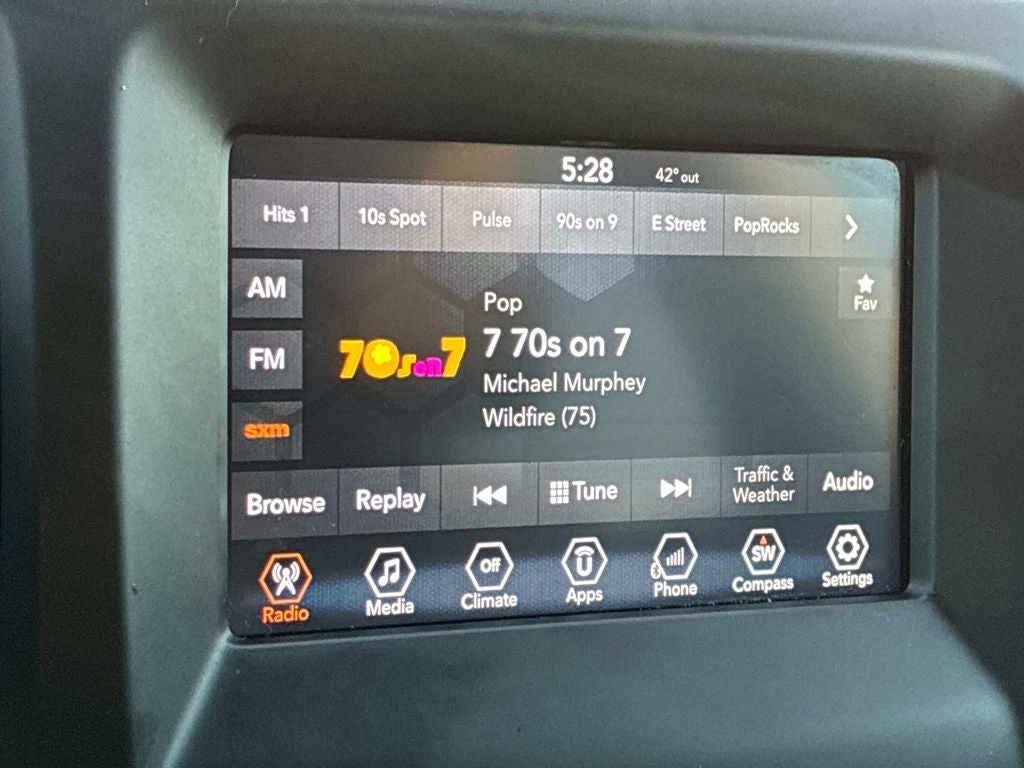 5:28 42° out
Hits 1 10s Spot Pulse 90s on 9 E Street PopRocks
AM
Fav
Pop
7 70s on 7
70s on 7
FM
Michael Murphey
Wildfire (75)
sxm
Browse Replay Tune Traffic & Weather Audio
Off U SW
Radio Media Climate Apps Phone Compass Settings